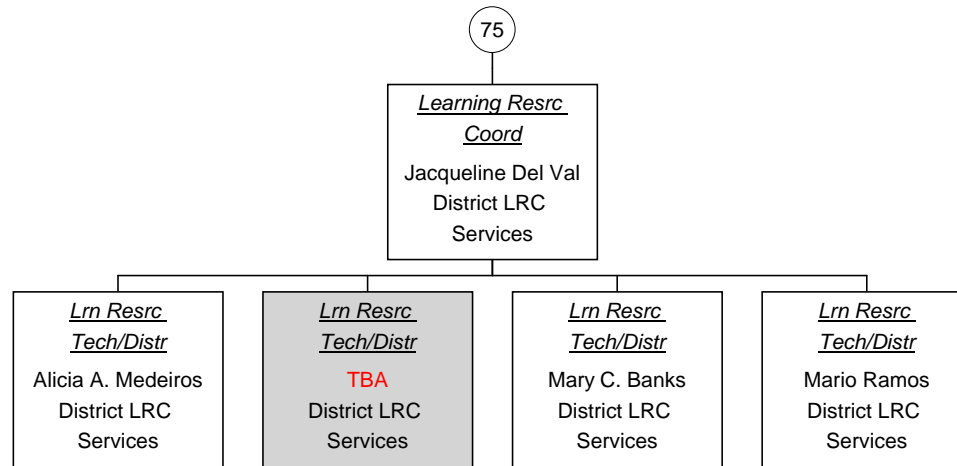 75
Learning Resrc
Coord
Jacqueline Del Val
District LRC
Services
Lrn Resrc
Tech/Distr
Alicia A. Medeiros
District LRC
Services
Lrn Resrc
Tech/Distr
TBA
District LRC
Services
Lrn Resrc
Tech/Distr
Mary C. Banks
District LRC
Services
Lrn Resrc
Tech/Distr
Mario Ramos
District LRC
Services